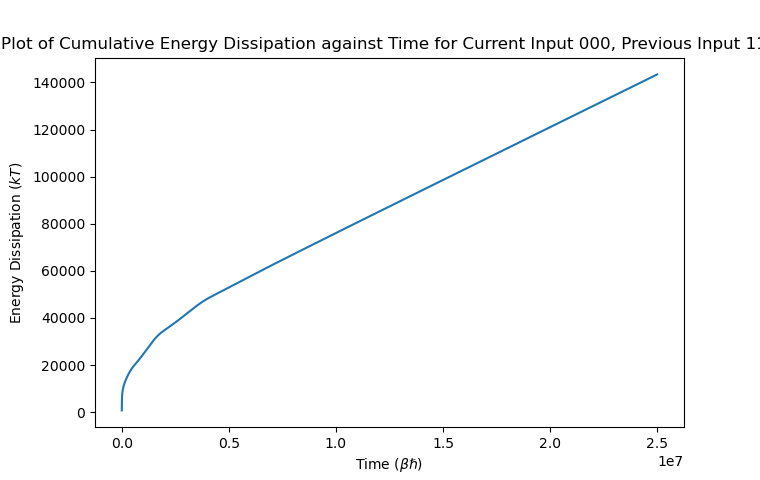 Plot of Cumulative Energy Dissipation against Time for Current Input 000, Previous Input 11
140000
120000
100000
80000
60000
40000
20000
0
Energy Dissipation (kT)
0.0 0.5 1.0 1.5 2.0 2.5
1e7
Time (βℏ)